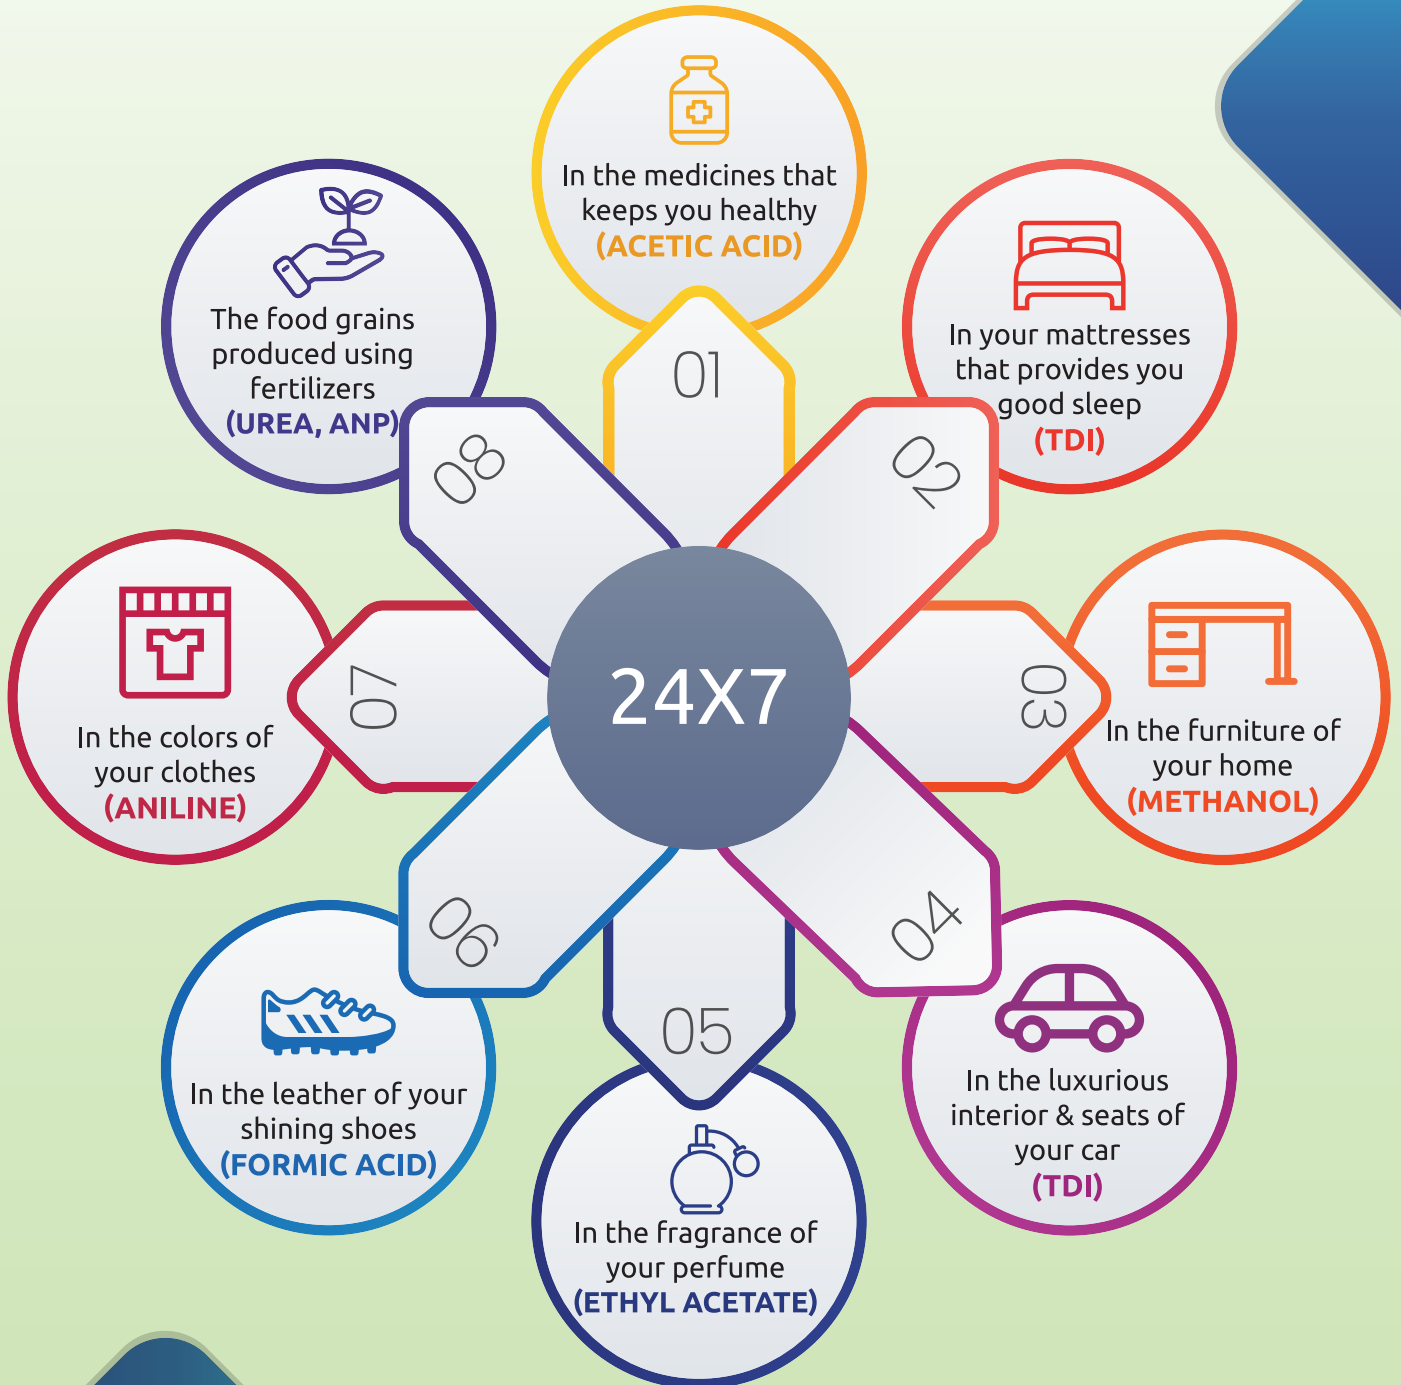 In the medicines that
keeps you healthy
(ACETIC ACID)
01
In your mattresses
that provides you
good sleep
(TDI)
02
In the furniture of
your home
(METHANOL)
03
In the luxurious
interior & seats of
your car
(TDI)
04
In the fragrance of
your perfume
(ETHYL ACETATE)
05
In the leather of your
shining shoes
(FORMIC ACID)
06
In the colors of
your clothes
(ANILINE)
07
The food grains
produced using
fertilizers
(UREA, ANP)
08
24X7